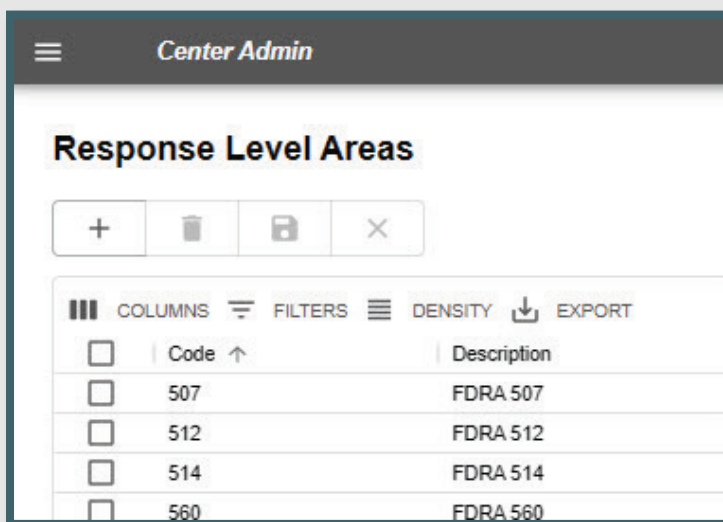 Center Admin
Response Level Areas
COLUMNS FILTERS DENSITY EXPORT
Code Description
507 FDRA 507
512 FDRA 512
514 FDRA 514
560 FDRA 560